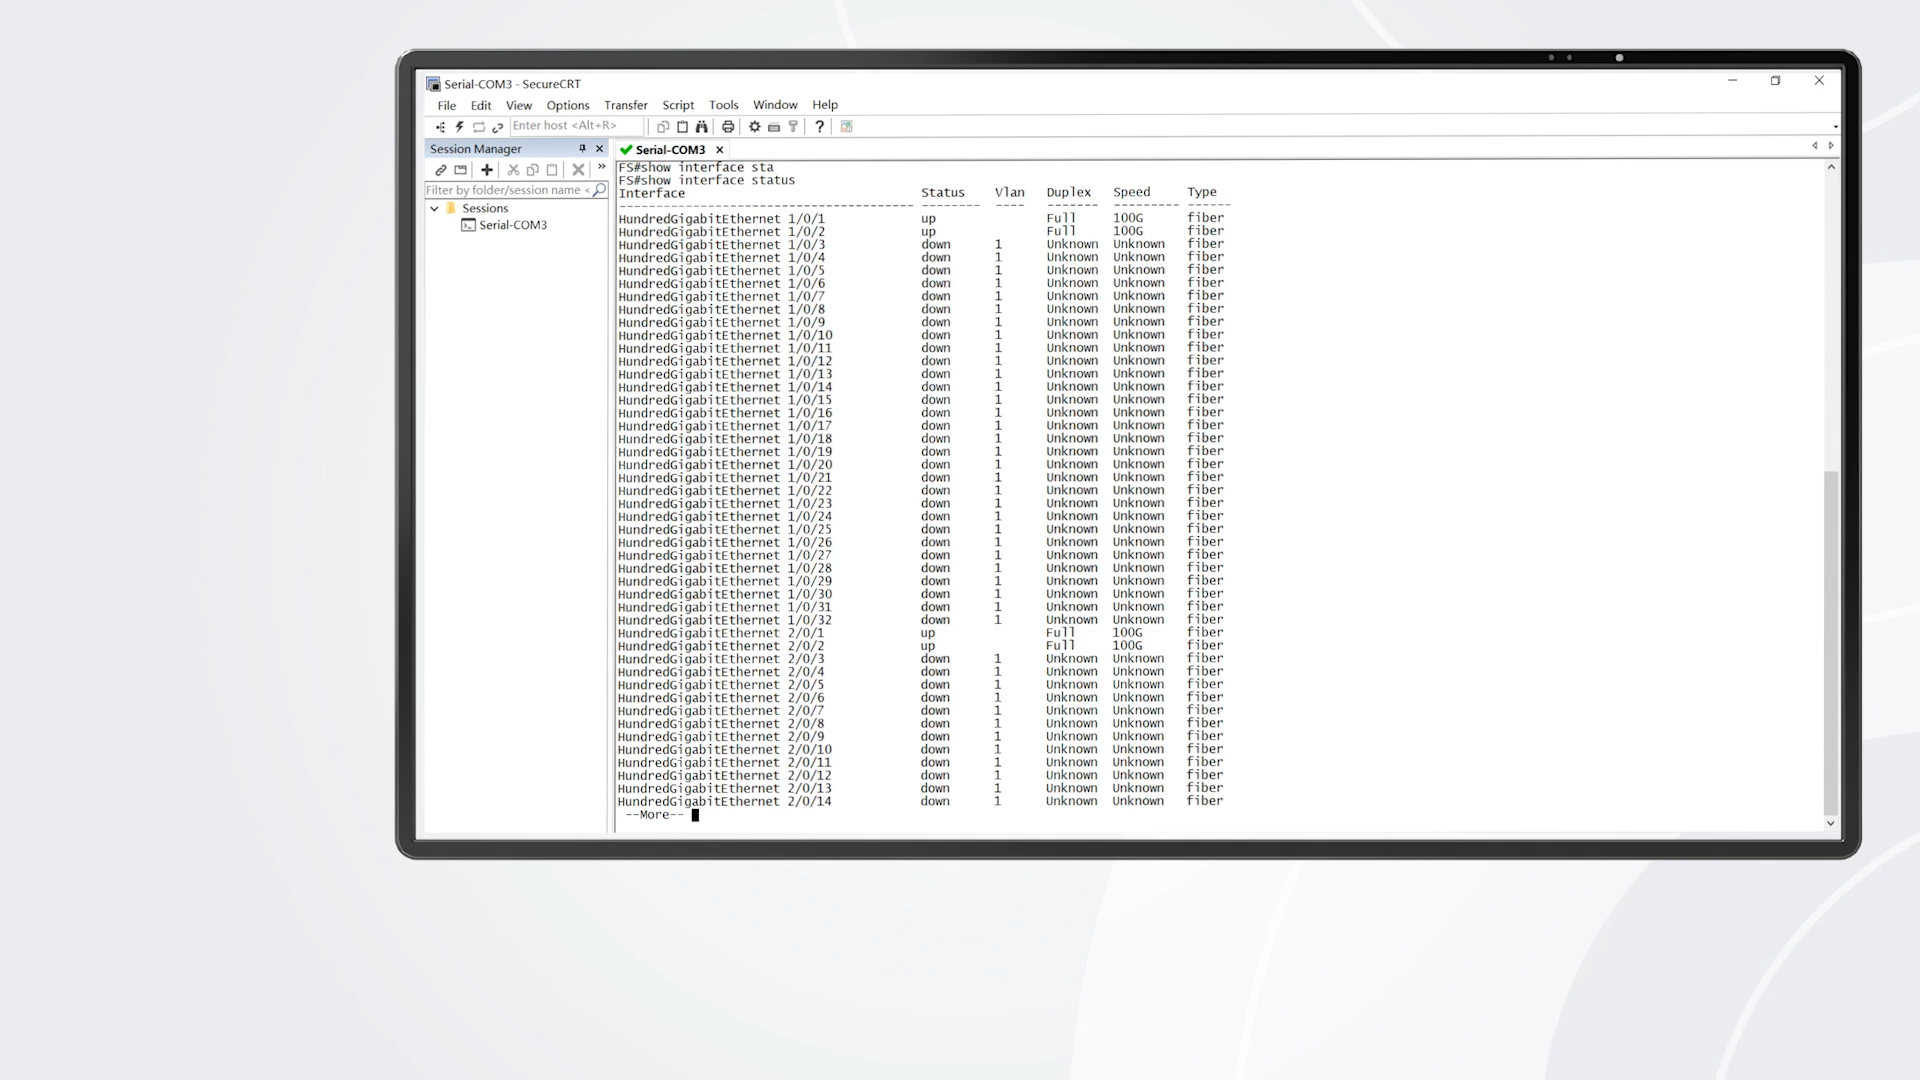 Serial-COM3 - SecureCRT
File Edit View Options Transfer Script Tools Window Help
Enter host <Alt+R>
Session Manager
Serial-COM3
Filter by folder/session name <
Sessions
Serial-COM3
FS#show interface sta
FS#show interface status
Interface Status Vlan Duplex Speed Type
HundredGigabitEthernet 1/0/1 up Full 100G fiber
HundredGigabitEthernet 1/0/2 up Full 100G fiber
HundredGigabitEthernet 1/0/3 down 1 Unknown Unknown fiber
HundredGigabitEthernet 1/0/4 down 1 Unknown Unknown fiber
HundredGigabitEthernet 1/0/5 down 1 Unknown Unknown fiber
HundredGigabitEthernet 1/0/6 down 1 Unknown Unknown fiber
HundredGigabitEthernet 1/0/7 down 1 Unknown Unknown fiber
HundredGigabitEthernet 1/0/8 down 1 Unknown Unknown fiber
HundredGigabitEthernet 1/0/9 down 1 Unknown Unknown fiber
HundredGigabitEthernet 1/0/10 down 1 Unknown Unknown fiber
HundredGigabitEthernet 1/0/11 down 1 Unknown Unknown fiber
HundredGigabitEthernet 1/0/12 down 1 Unknown Unknown fiber
HundredGigabitEthernet 1/0/13 down 1 Unknown Unknown fiber
HundredGigabitEthernet 1/0/14 down 1 Unknown Unknown fiber
HundredGigabitEthernet 1/0/15 down 1 Unknown Unknown fiber
HundredGigabitEthernet 1/0/16 down 1 Unknown Unknown fiber
HundredGigabitEthernet 1/0/17 down 1 Unknown Unknown fiber
HundredGigabitEthernet 1/0/18 down 1 Unknown Unknown fiber
HundredGigabitEthernet 1/0/19 down 1 Unknown Unknown fiber
HundredGigabitEthernet 1/0/20 down 1 Unknown Unknown fiber
HundredGigabitEthernet 1/0/21 down 1 Unknown Unknown fiber
HundredGigabitEthernet 1/0/22 down 1 Unknown Unknown fiber
HundredGigabitEthernet 1/0/23 down 1 Unknown Unknown fiber
HundredGigabitEthernet 1/0/24 down 1 Unknown Unknown fiber
HundredGigabitEthernet 1/0/25 down 1 Unknown Unknown fiber
HundredGigabitEthernet 1/0/26 down 1 Unknown Unknown fiber
HundredGigabitEthernet 1/0/27 down 1 Unknown Unknown fiber
HundredGigabitEthernet 1/0/28 down 1 Unknown Unknown fiber
HundredGigabitEthernet 1/0/29 down 1 Unknown Unknown fiber
HundredGigabitEthernet 1/0/30 down 1 Unknown Unknown fiber
HundredGigabitEthernet 1/0/31 down 1 Unknown Unknown fiber
HundredGigabitEthernet 1/0/32 down 1 Unknown Unknown fiber
HundredGigabitEthernet 2/0/1 up Full 100G fiber
HundredGigabitEthernet 2/0/2 up Full 100G fiber
HundredGigabitEthernet 2/0/3 down 1 Unknown Unknown fiber
HundredGigabitEthernet 2/0/4 down 1 Unknown Unknown fiber
HundredGigabitEthernet 2/0/5 down 1 Unknown Unknown fiber
HundredGigabitEthernet 2/0/6 down 1 Unknown Unknown fiber
HundredGigabitEthernet 2/0/7 down 1 Unknown Unknown fiber
HundredGigabitEthernet 2/0/8 down 1 Unknown Unknown fiber
HundredGigabitEthernet 2/0/9 down 1 Unknown Unknown fiber
HundredGigabitEthernet 2/0/10 down 1 Unknown Unknown fiber
HundredGigabitEthernet 2/0/11 down 1 Unknown Unknown fiber
HundredGigabitEthernet 2/0/12 down 1 Unknown Unknown fiber
HundredGigabitEthernet 2/0/13 down 1 Unknown Unknown fiber
HundredGigabitEthernet 2/0/14 down 1 Unknown Unknown fiber
--More--